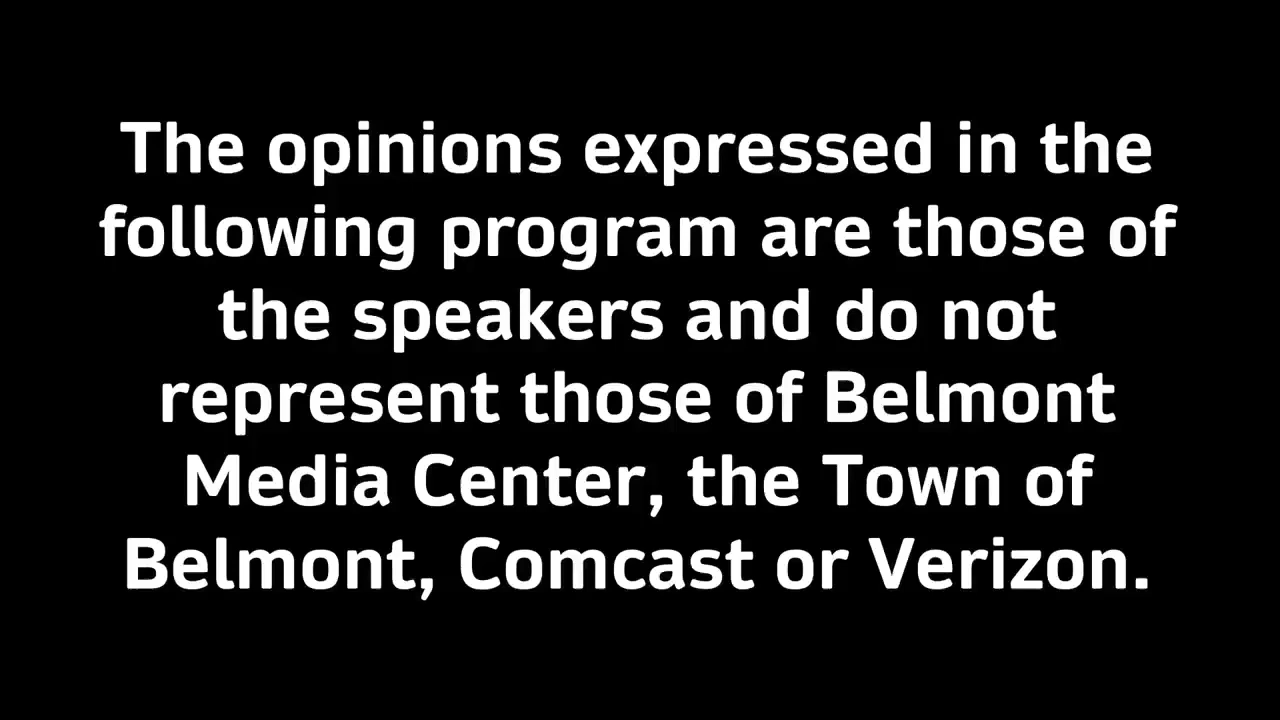 The opinions expressed in the
following program are those of
the speakers and do not
represent those of Belmont
Media Center, the Town of
Belmont, Comcast or Verizon.